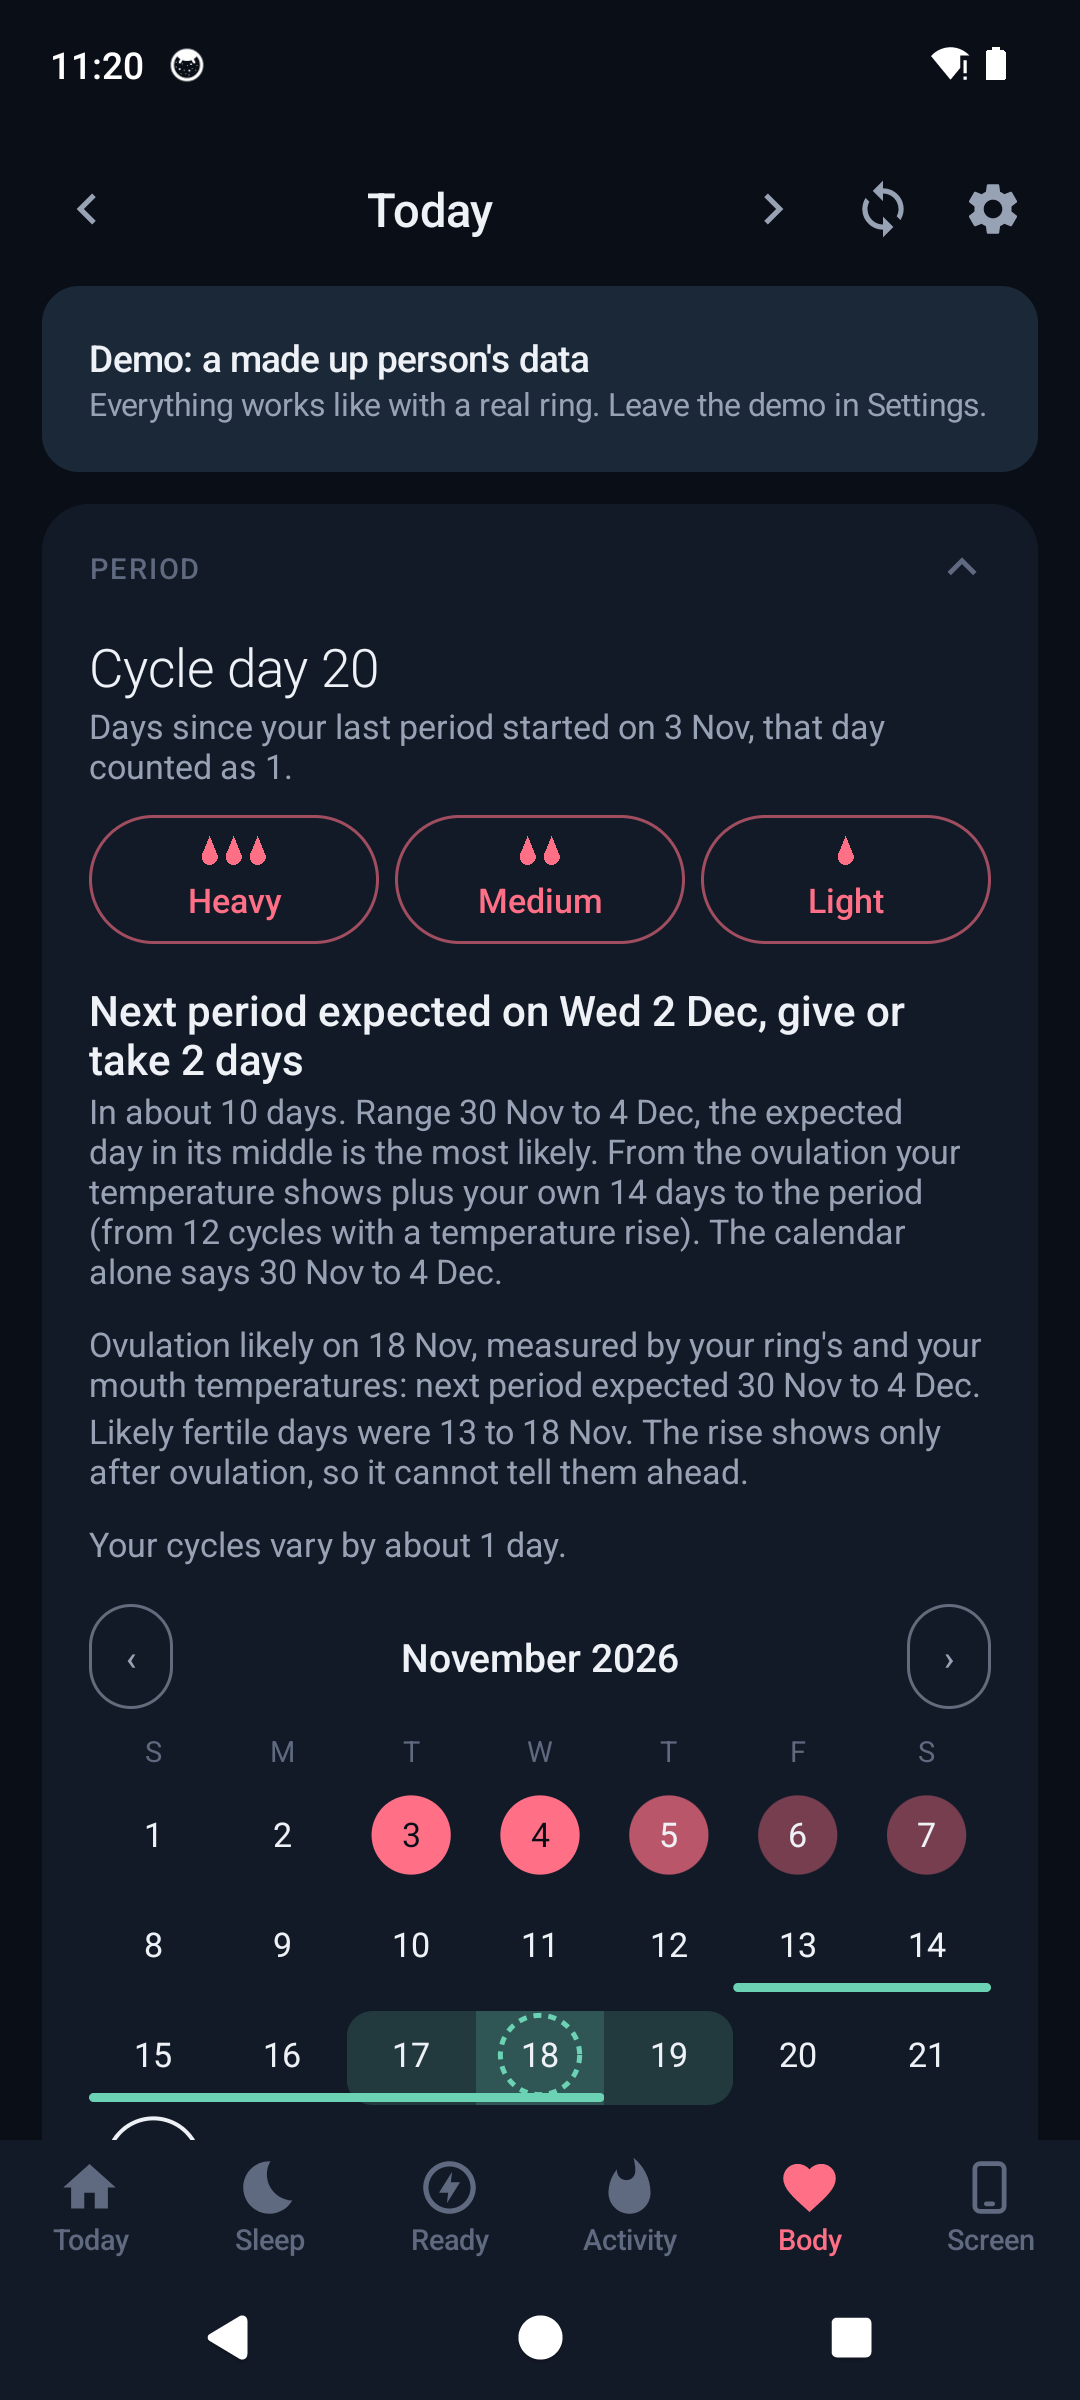 11:20
Today
Demo: a made up person's data
Everything works like with a real ring. Leave the demo in Settings.
PERIOD
Cycle day 20
Days since your last period started on 3 Nov, that day
counted as 1.
Heavy Medium Light
Next period expected on Wed 2 Dec, give or
take 2 days
In about 10 days. Range 30 Nov to 4 Dec, the expected
day in its middle is the most likely. From the ovulation your
temperature shows plus your own 14 days to the period
(from 12 cycles with a temperature rise). The calendar
alone says 30 Nov to 4 Dec.
Ovulation likely on 18 Nov, measured by your ring's and your
mouth temperatures: next period expected 30 Nov to 4 Dec.
Likely fertile days were 13 to 18 Nov. The rise shows only
after ovulation, so it cannot tell them ahead.
Your cycles vary by about 1 day.
‹ November 2026 ›
S M T W T F S
1 2 3 4 5 6 7
8 9 10 11 12 13 14
15 16 17 18 19 20 21
Today Sleep Ready Activity Body Screen